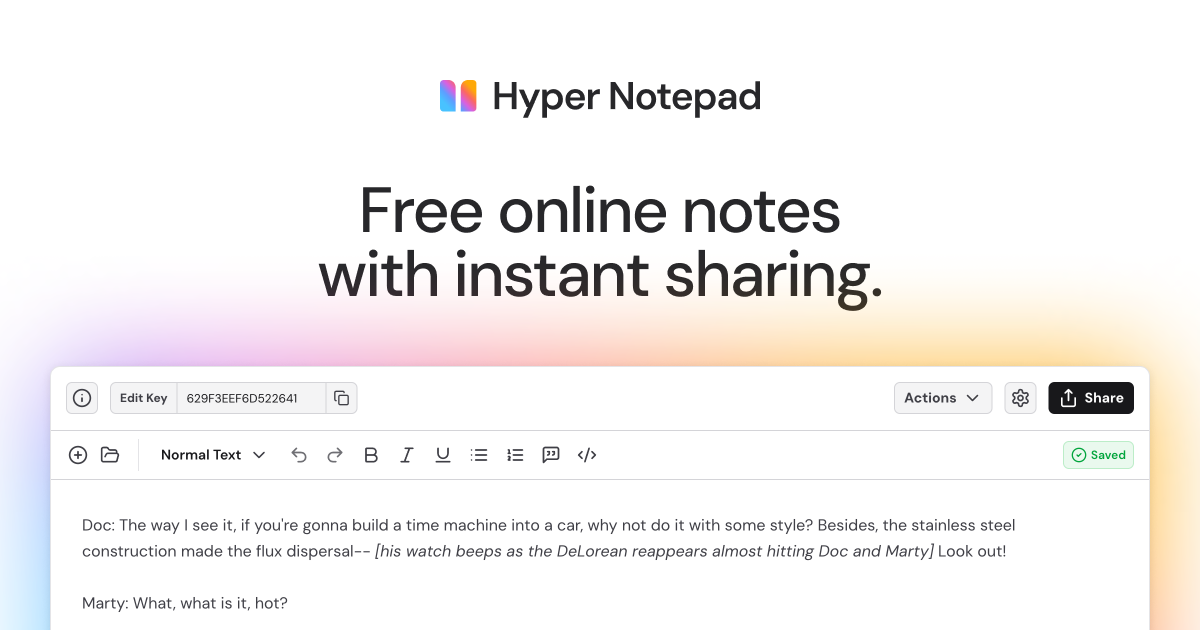 Hyper Notepad
Free online notes
with instant sharing.
Edit Key 629F3EEF6D522641 Actions Share
Normal Text Saved
Doc: The way I see it, if you're gonna build a time machine into a car, why not do it with some style? Besides, the stainless steel
construction made the flux dispersal-- [his watch beeps as the DeLorean reappears almost hitting Doc and Marty] Look out!
Marty: What, what is it, hot?